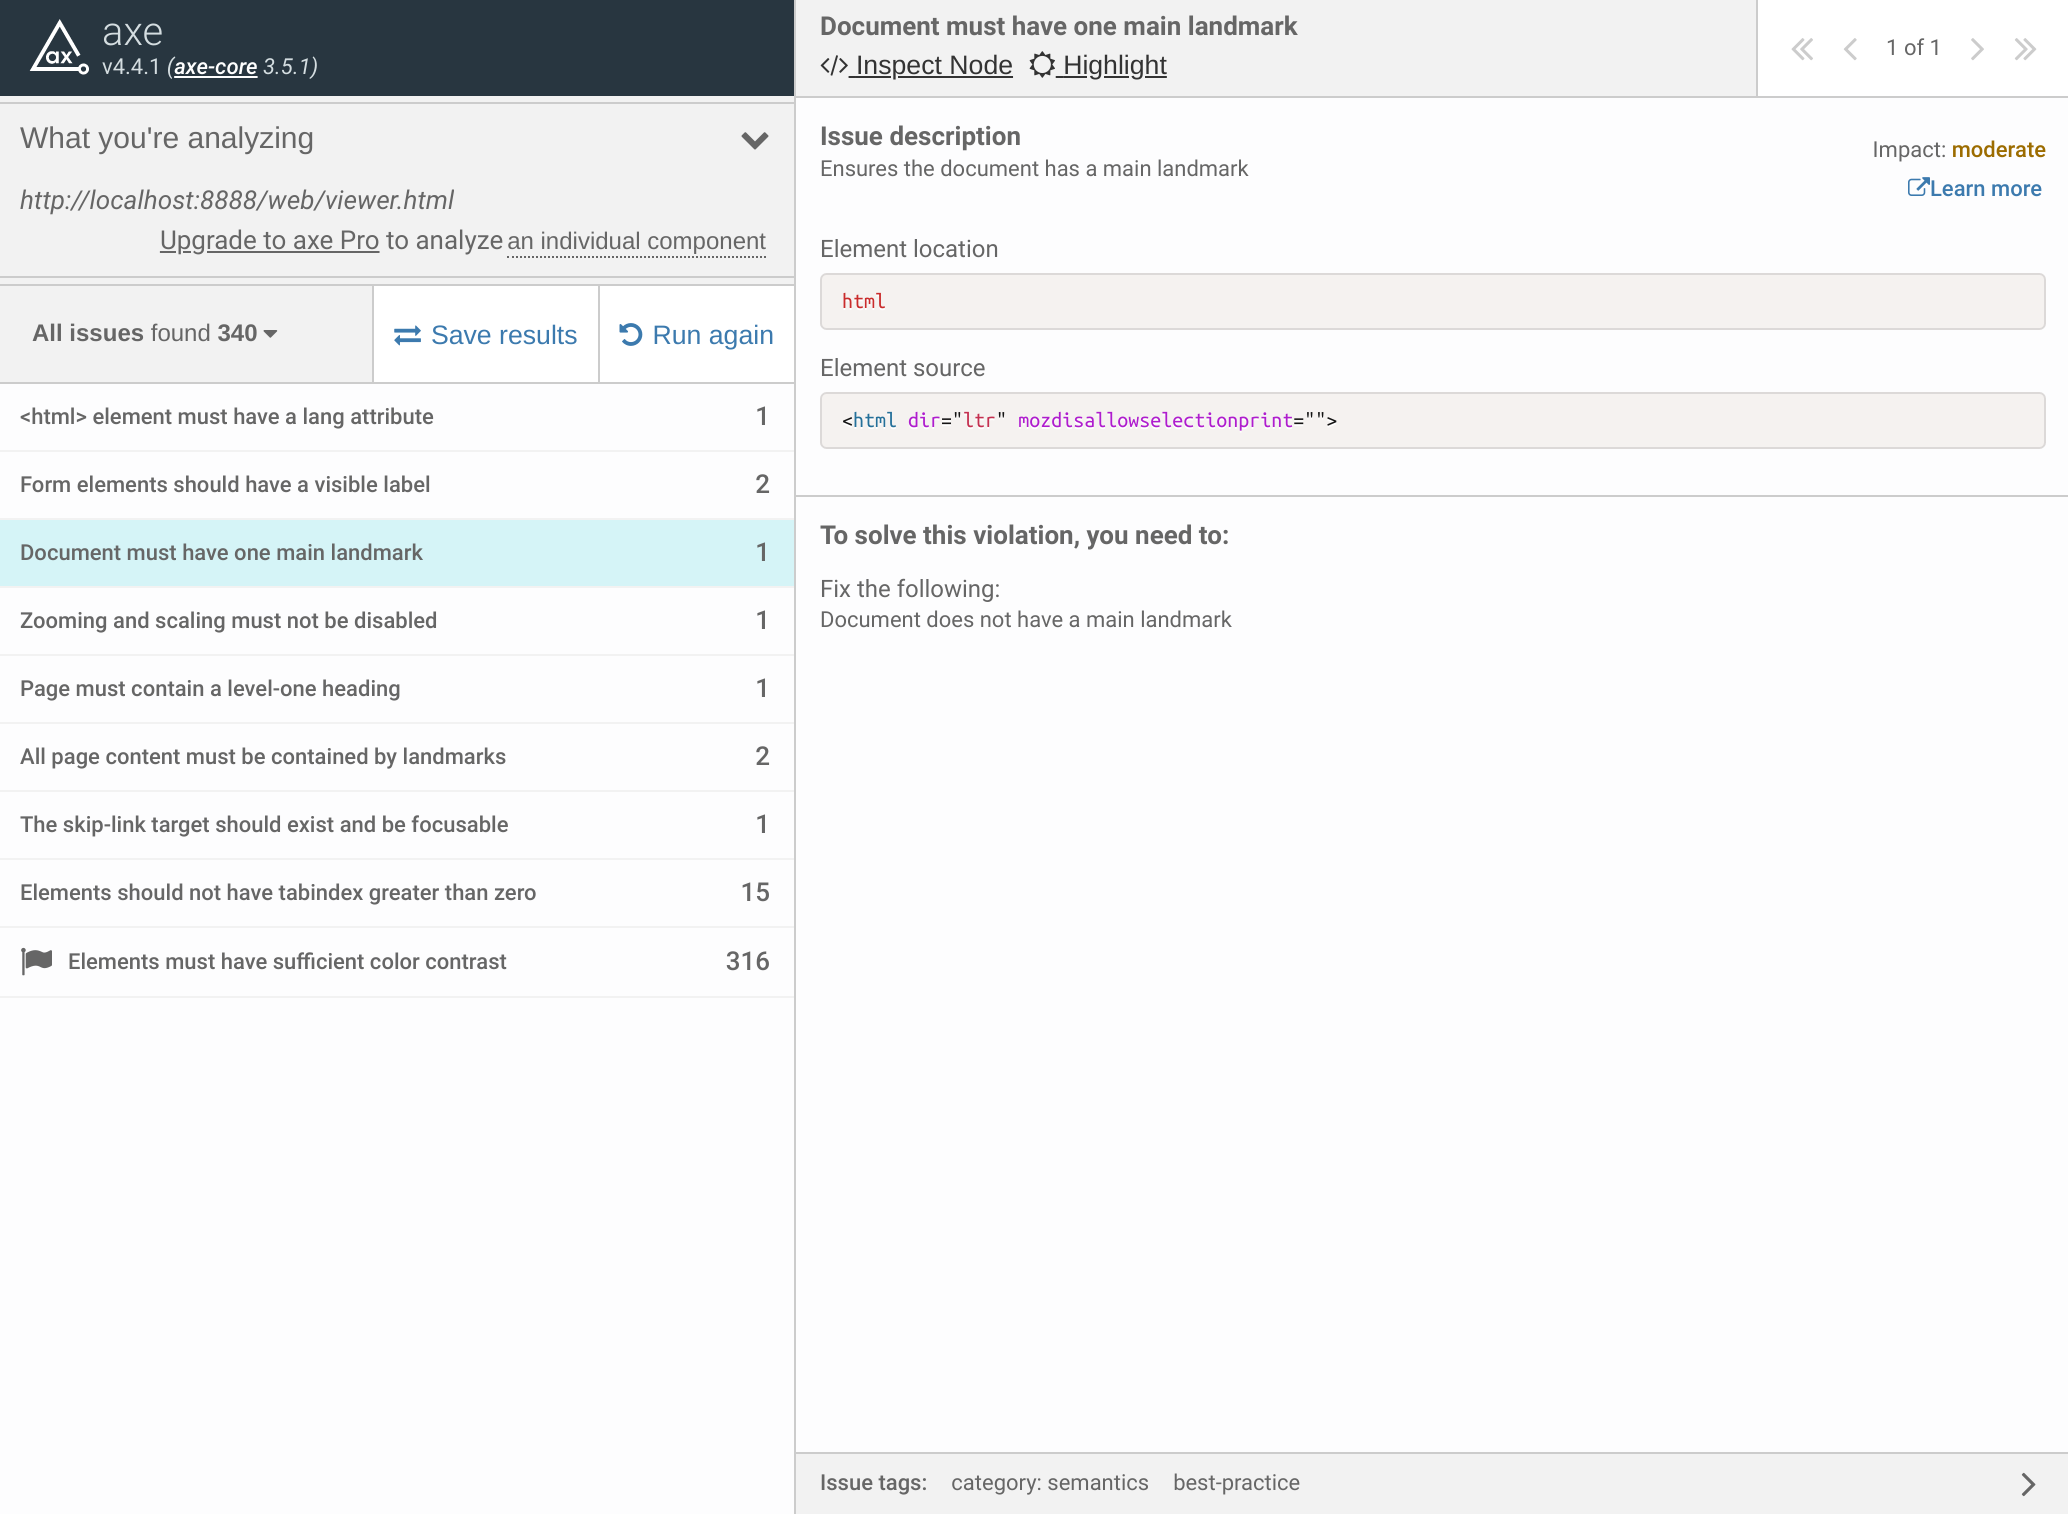 ax
axe
v4.4.1 (axe-core 3.5.1)
What you're analyzing
http://localhost:8888/web/viewer.html
Upgrade to axe Pro to analyze an individual component
All issues found 340
Save results
Run again
<html> element must have a lang attribute 1
Form elements should have a visible label 2
Document must have one main landmark 1
Zooming and scaling must not be disabled 1
Page must contain a level-one heading 1
All page content must be contained by landmarks 2
The skip-link target should exist and be focusable 1
Elements should not have tabindex greater than zero 15
Elements must have sufficient color contrast 316
Document must have one main landmark
</> Inspect Node Highlight
1 of 1
Issue description
Ensures the document has a main landmark
Impact: moderate
Learn more
Element location
html
Element source
<html dir="ltr" mozdisallowselectionprint="">
To solve this violation, you need to:
Fix the following:
Document does not have a main landmark
Issue tags: category: semantics best-practice